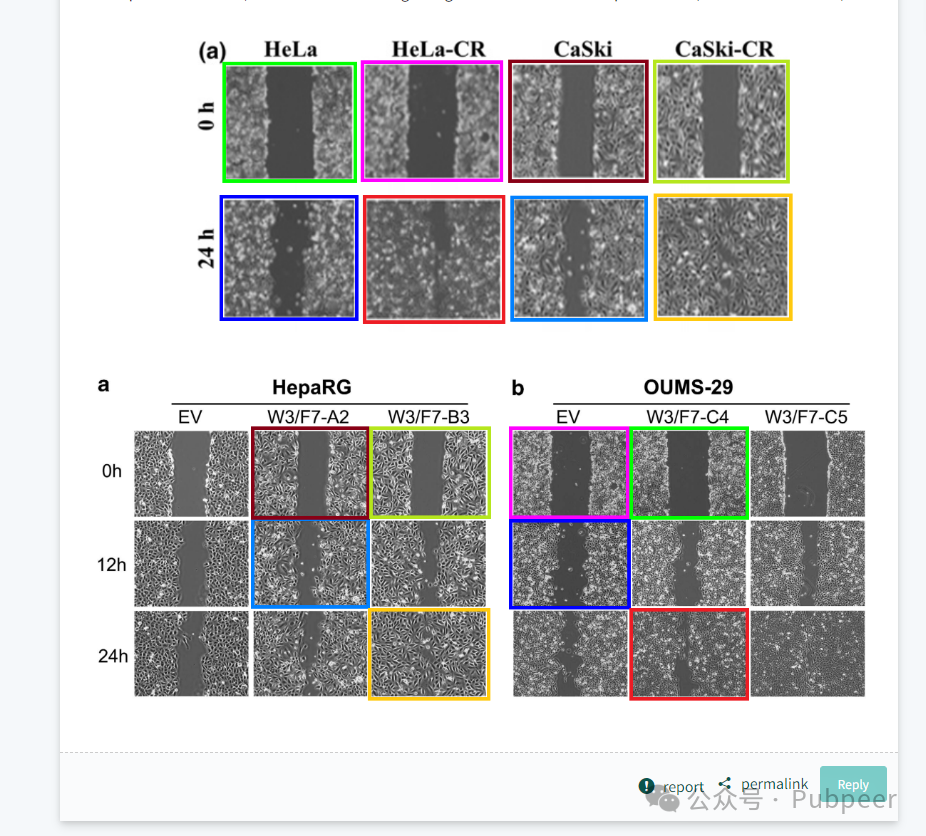 (a) HeLa HeLa-CR CaSki CaSki-CR
0 h
24 h
a HepaRG b OUMS-29
EV W3/F7-A2 W3/F7-B3 EV W3/F7-C4 W3/F7-C5
0h
12h
24h
report permalink Reply
公众号 · Pubpeer